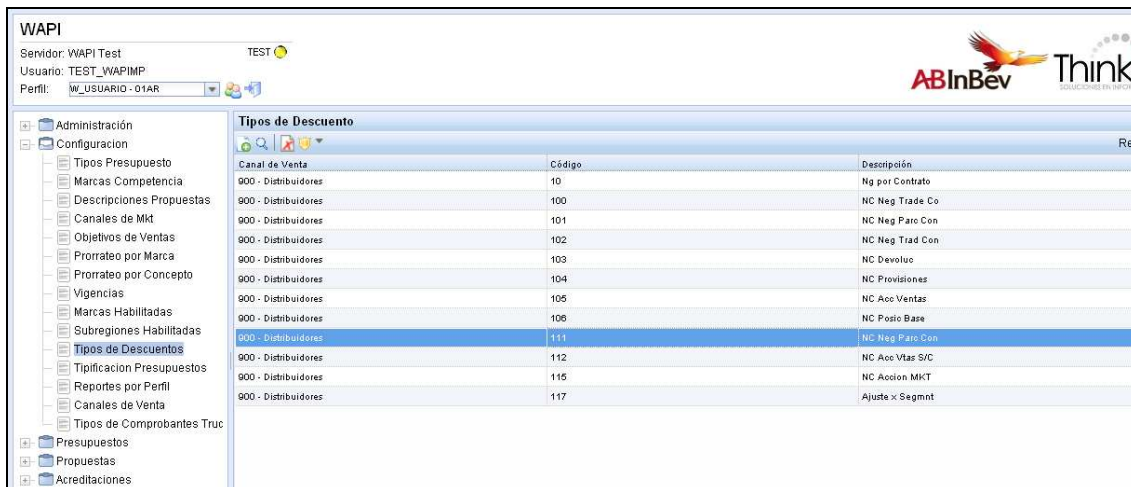 WAPI
Servidor: WAPI Test TEST
Usuario: TEST_WAPIMP
Perfil: W_USUARIO - 01AR
ABInBev Think
Administración
Configuracion
Tipos Presupuesto
Marcas Competencia
Descripciones Propuestas
Canales de Mkt
Objetivos de Ventas
Prorrateo por Marca
Prorrateo por Concepto
Vigencias
Marcas Habilitadas
Subregiones Habilitadas
Tipos de Descuentos
Tipificacion Presupuestos
Reportes por Perfil
Canales de Venta
Tipos de Comprobantes Truc
Presupuestos
Propuestas
Acreditaciones
Tipos de Descuento
Re
Canal de Venta Código Descripción
900 - Distribuidores 10 Ng por Contrato
900 - Distribuidores 100 NC Neg Trade Co
900 - Distribuidores 101 NC Neg Parc Con
900 - Distribuidores 102 NC Neg Trad Con
900 - Distribuidores 103 NC Devoluc
900 - Distribuidores 104 NC Provisiones
900 - Distribuidores 105 NC Acc Ventas
900 - Distribuidores 106 NC Posic Base
900 - Distribuidores 111 NC Neg Parc Con
900 - Distribuidores 112 NC Acc Vtas S/C
900 - Distribuidores 115 NC Accion MKT
900 - Distribuidores 117 Ajuste x Segmnt